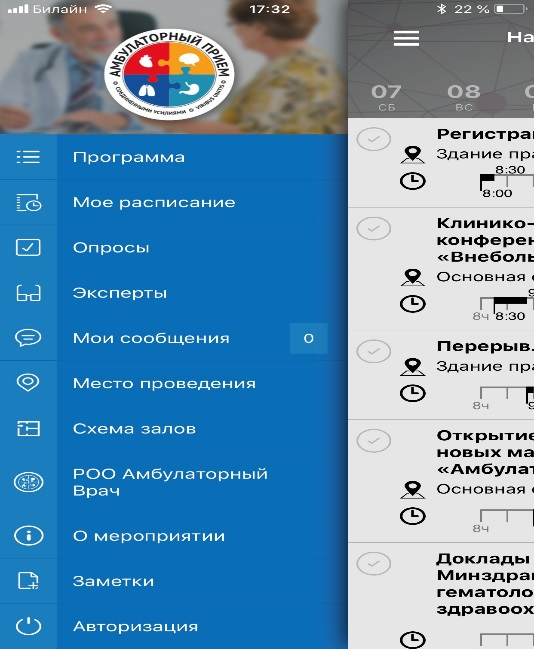 Билайн 17:32 22 %
АМБУЛАТОРНЫЙ ПРИЕМ
Программа
Мое расписание
Опросы
Эксперты
Мои сообщения 0
Место проведения
Схема залов
РОО Амбулаторный
Врач
О мероприятии
Заметки
Авторизация
На
07 08
СБ ВС
Регистра
Здание пра
8:30
8:00
Клинико-
конферен
«Внеболь
Основная
8ч 8:30
Перерыв.
Здание пра
8ч
Открытие
новых ма
«Амбулат
Основная
8ч
Доклады
Минздрав
гематоло
здравоох